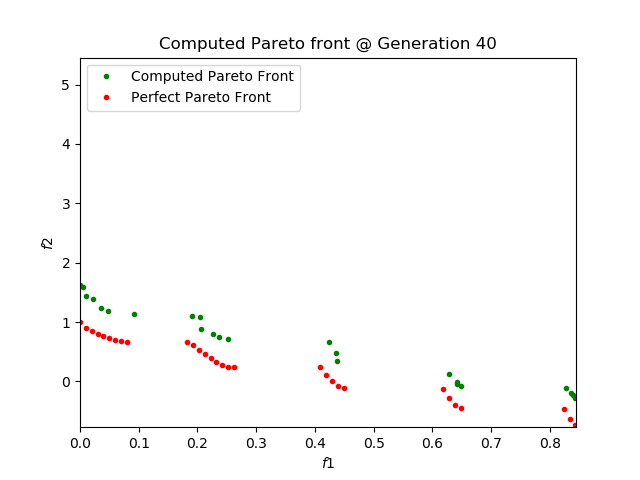 Computed Pareto front @ Generation 40
Computed Pareto Front
Perfect Pareto Front
5
4
3
2
1
0
f2
0.0 0.1 0.2 0.3 0.4 0.5 0.6 0.7 0.8
f1